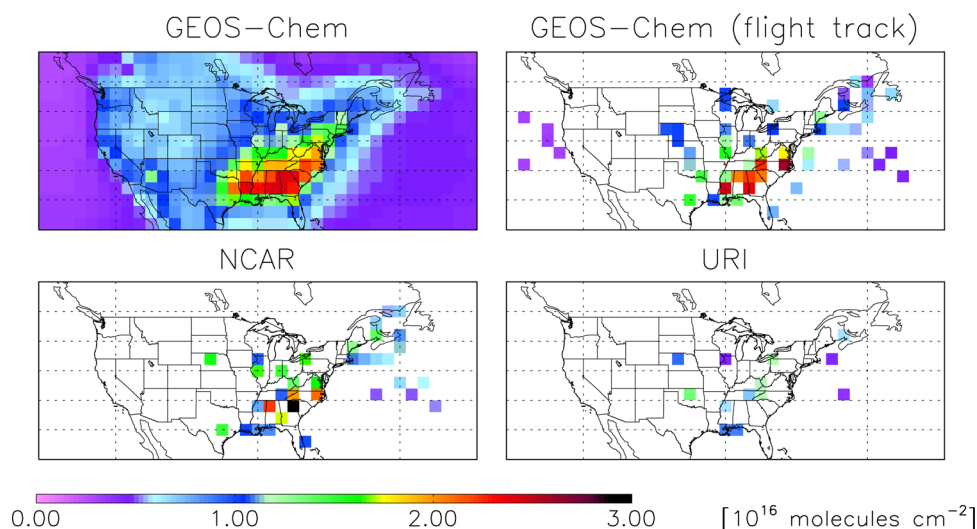 GEOS−Chem
GEOS−Chem (flight track)
NCAR
URI
0.00 1.00 2.00 3.00 [10¹⁶ molecules cm⁻²]